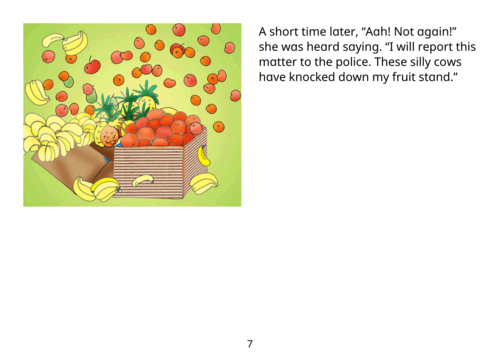 A short time later, “Aah! Not again!”
she was heard saying. “I will report this
matter to the police. These silly cows
have knocked down my fruit stand.”
7